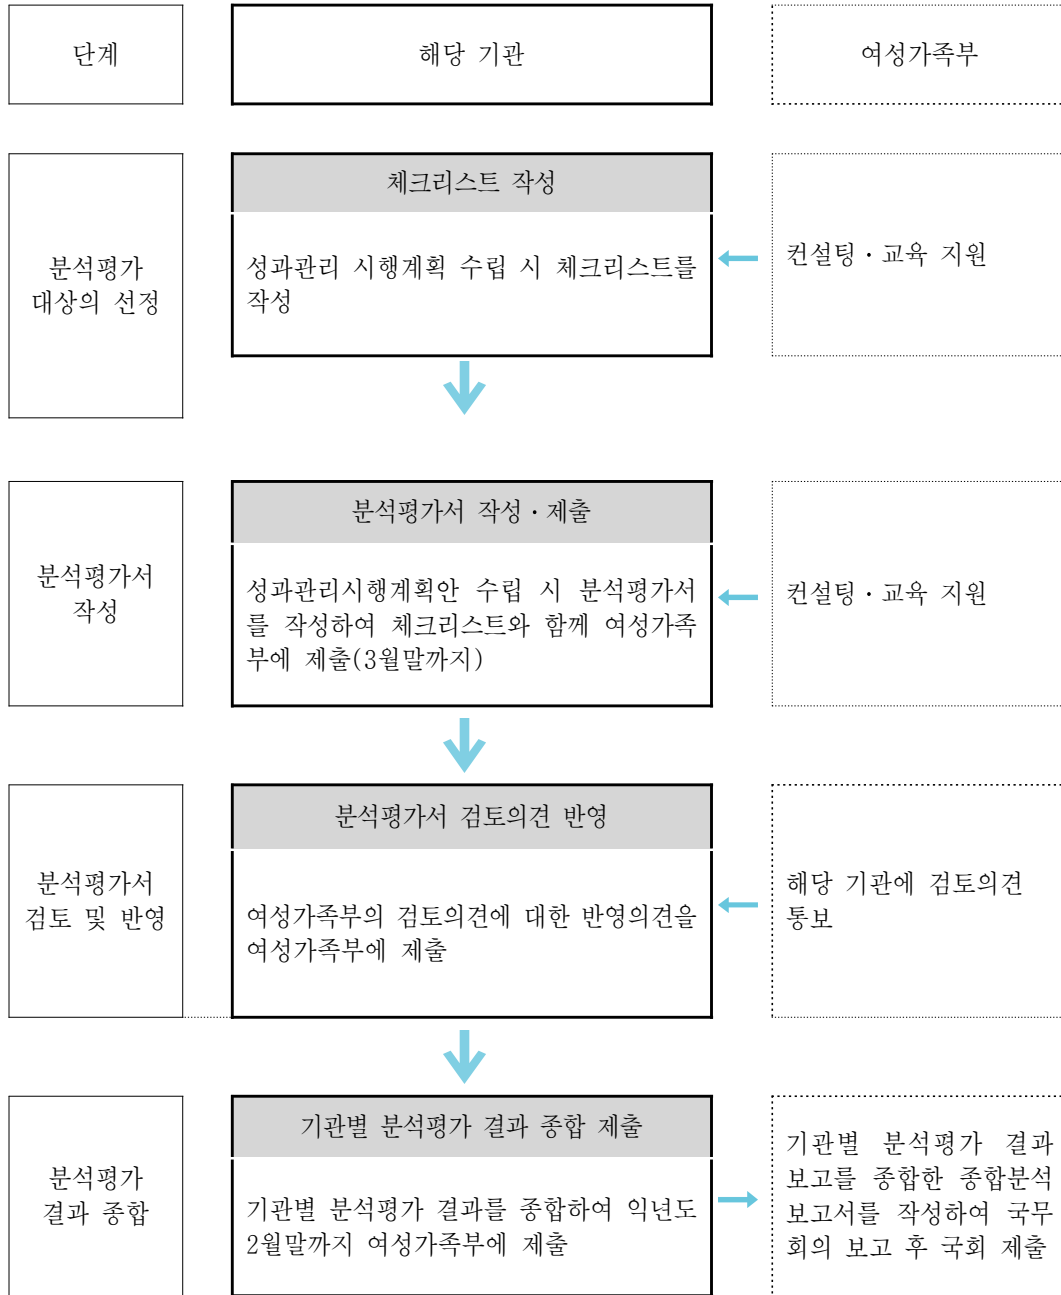 단계
해당 기관
여성가족부
분석평가
대상의 선정
체크리스트 작성
성과관리 시행계획 수립 시 체크리스트를
작성
컨설팅·교육 지원
분석평가서
작성
분석평가서 작성·제출
성과관리시행계획안 수립 시 분석평가서
를 작성하여 체크리스트와 함께 여성가족
부에 제출(3월말까지)
컨설팅·교육 지원
분석평가서
검토 및 반영
분석평가서 검토의견 반영
여성가족부의 검토의견에 대한 반영의견을
여성가족부에 제출
해당 기관에 검토의견
통보
분석평가
결과 종합
기관별 분석평가 결과 종합 제출
기관별 분석평가 결과를 종합하여 익년도
2월말까지 여성가족부에 제출
기관별 분석평가 결과
보고를 종합한 종합분석
보고서를 작성하여 국무
회의 보고 후 국회 제출